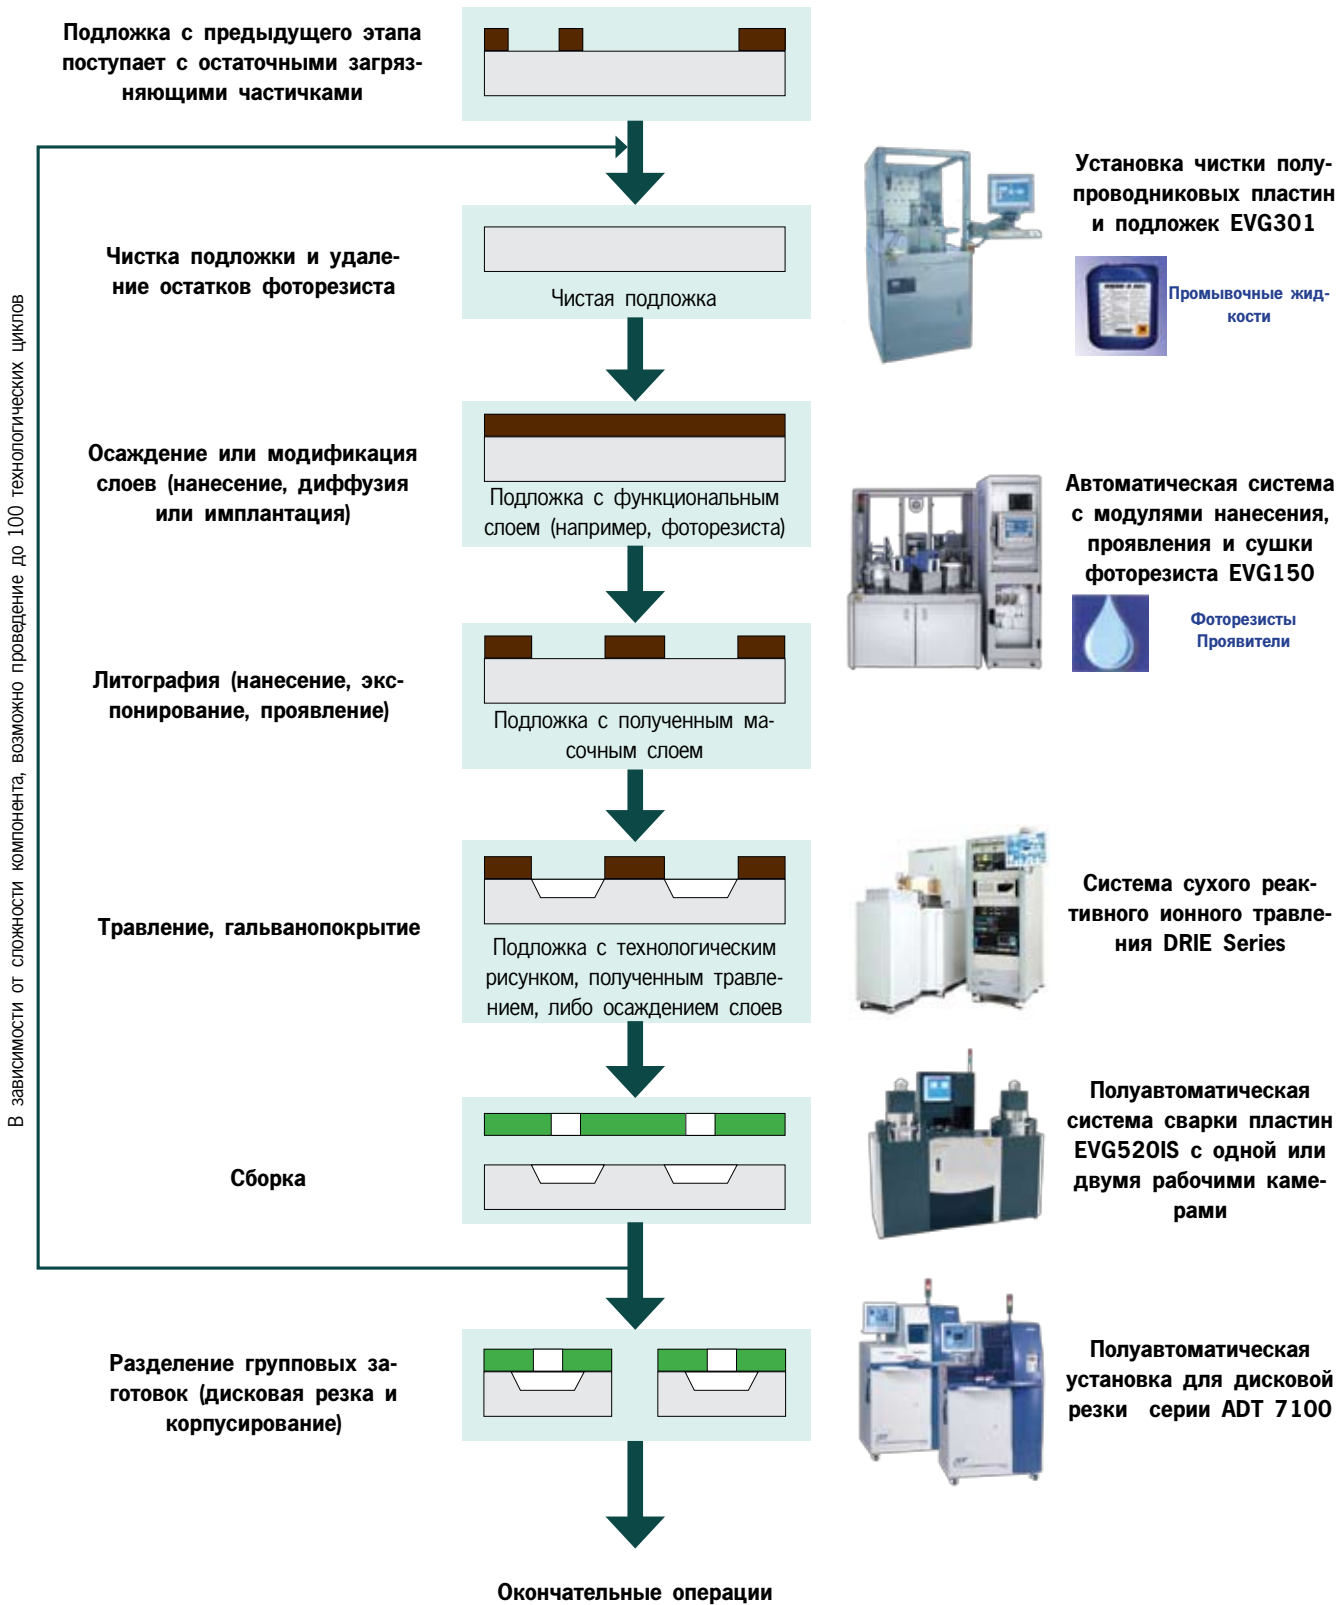 Подложка с предыдущего этапа
поступает с остаточными загряз-
няющими частичками
В зависимости от сложности компонента, возможно проведение до 100 технологических циклов
Чистка подложки и удале-
ние остатков фоторезиста
Чистая подложка
Установка чистки полу-
проводниковых пластин
и подложек EVG301
Промывочные жид-
кости
Осаждение или модификация
слоев (нанесение, диффузия
или имплантация)
Подложка с функциональным
слоем (например, фоторезиста)
Автоматическая система
с модулями нанесения,
проявления и сушки
фоторезиста EVG150
Фоторезисты
Проявители
Литография (нанесение, экс-
понирование, проявление)
Подложка с полученным ма-
сочным слоем
Травление, гальванопокрытие
Подложка с технологическим
рисунком, полученным травле-
нием, либо осаждением слоев
Система сухого реак-
тивного ионного травле-
ния DRIE Series
Сборка
Полуавтоматическая
система сварки пластин
EVG520IS с одной или
двумя рабочими каме-
рами
Разделение групповых за-
готовок (дисковая резка и
корпусирование)
Полуавтоматическая
установка для дисковой
резки серии ADT 7100
Окончательные операции